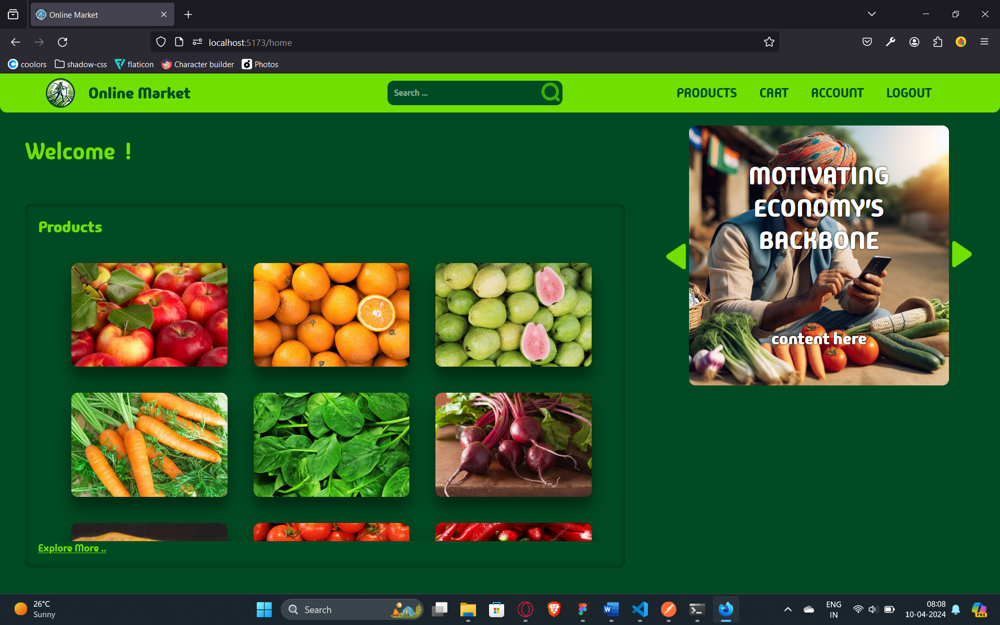 Online Market
localhost:5173/home
coolors
shadow-css
flaticon
Character builder
Photos
Online Market
Search ...
PRODUCTS
CART
ACCOUNT
LOGOUT
Welcome !
MOTIVATING
ECONOMY'S
BACKBONE
content here
Products
Explore More ..
26°C
Sunny
Search
ENG
IN
08:08
10-04-2024
PRE